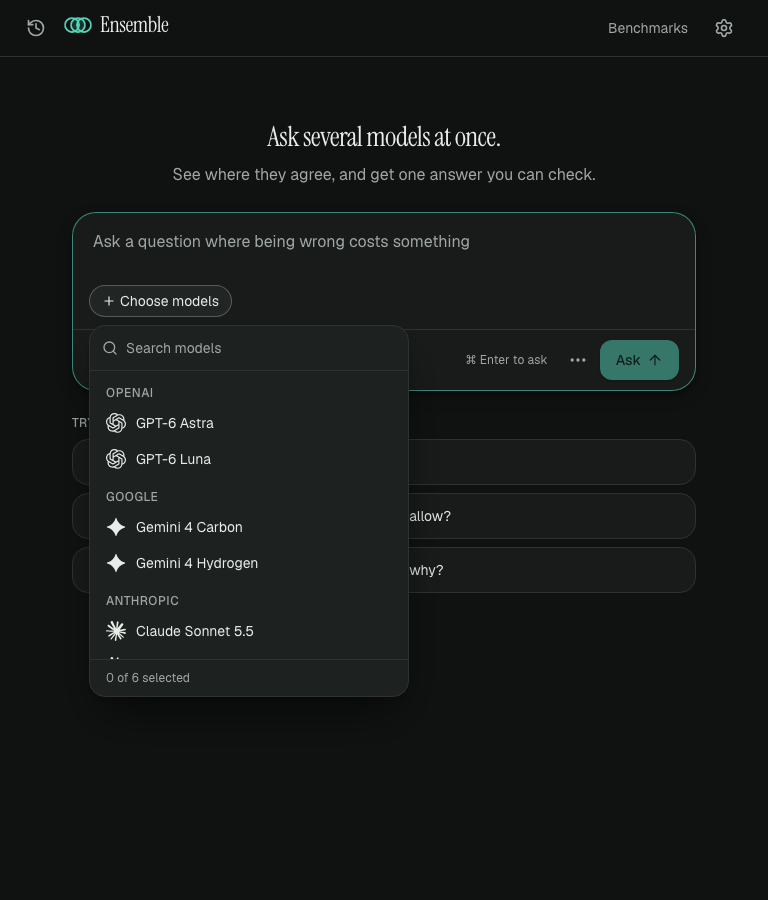 Ensemble
Benchmarks
Ask several models at once.
See where they agree, and get one answer you can check.
Ask a question where being wrong costs something
+ Choose models
Search models
⌘ Enter to ask
Ask
OPENAI
GPT-6 Astra
GPT-6 Luna
GOOGLE
Gemini 4 Carbon
Gemini 4 Hydrogen
ANTHROPIC
Claude Sonnet 5.5
0 of 6 selected
allow?
why?